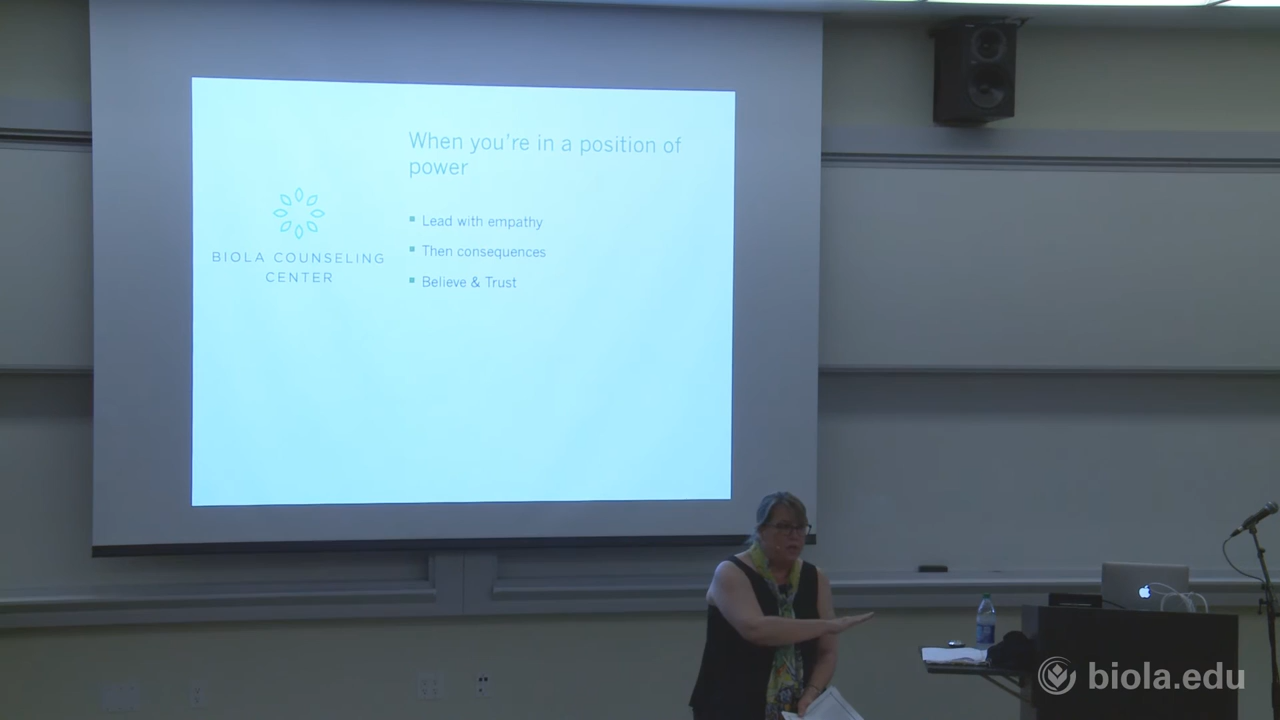 When you're in a position of
power
BIOLA COUNSELING
CENTER
▪ Lead with empathy
▪ Then consequences
▪ Believe & Trust
biola.edu